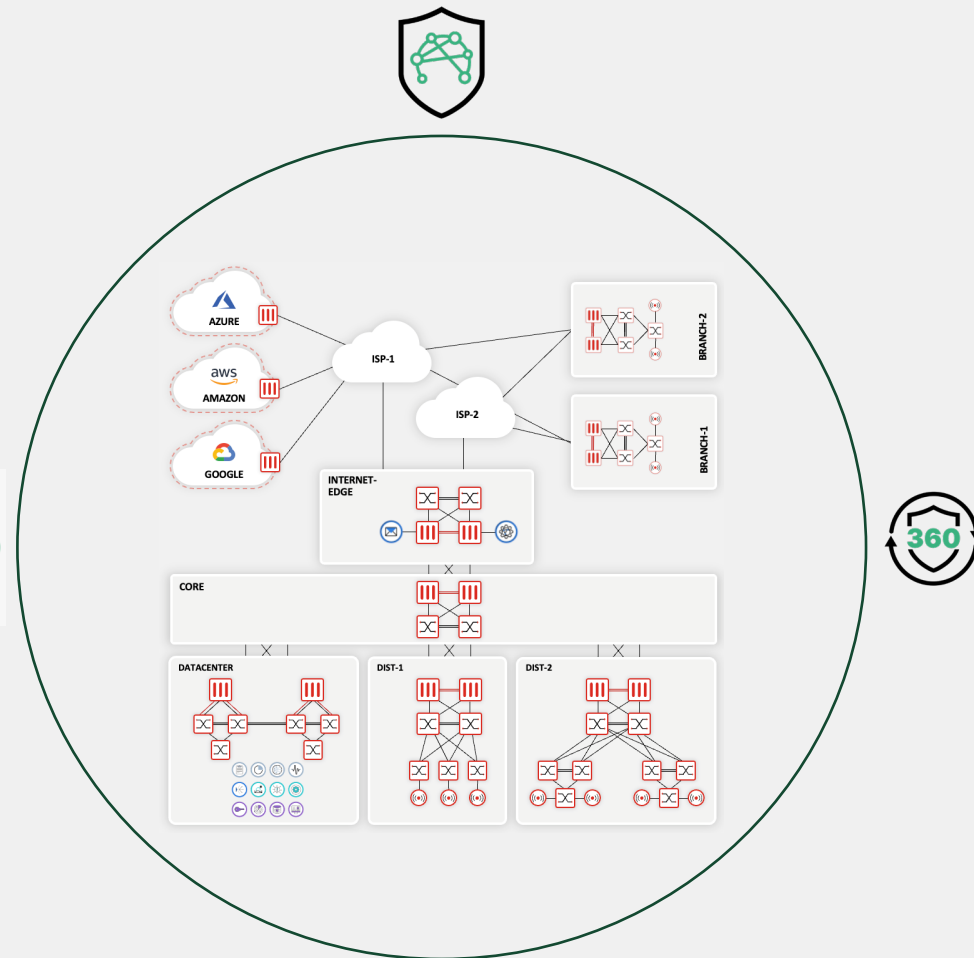 AZURE
aws
AMAZON
GOOGLE
ISP-1
ISP-2
BRANCH-2
BRANCH-1
INTERNET-
EDGE
360
CORE
DATACENTER
DIST-1
DIST-2